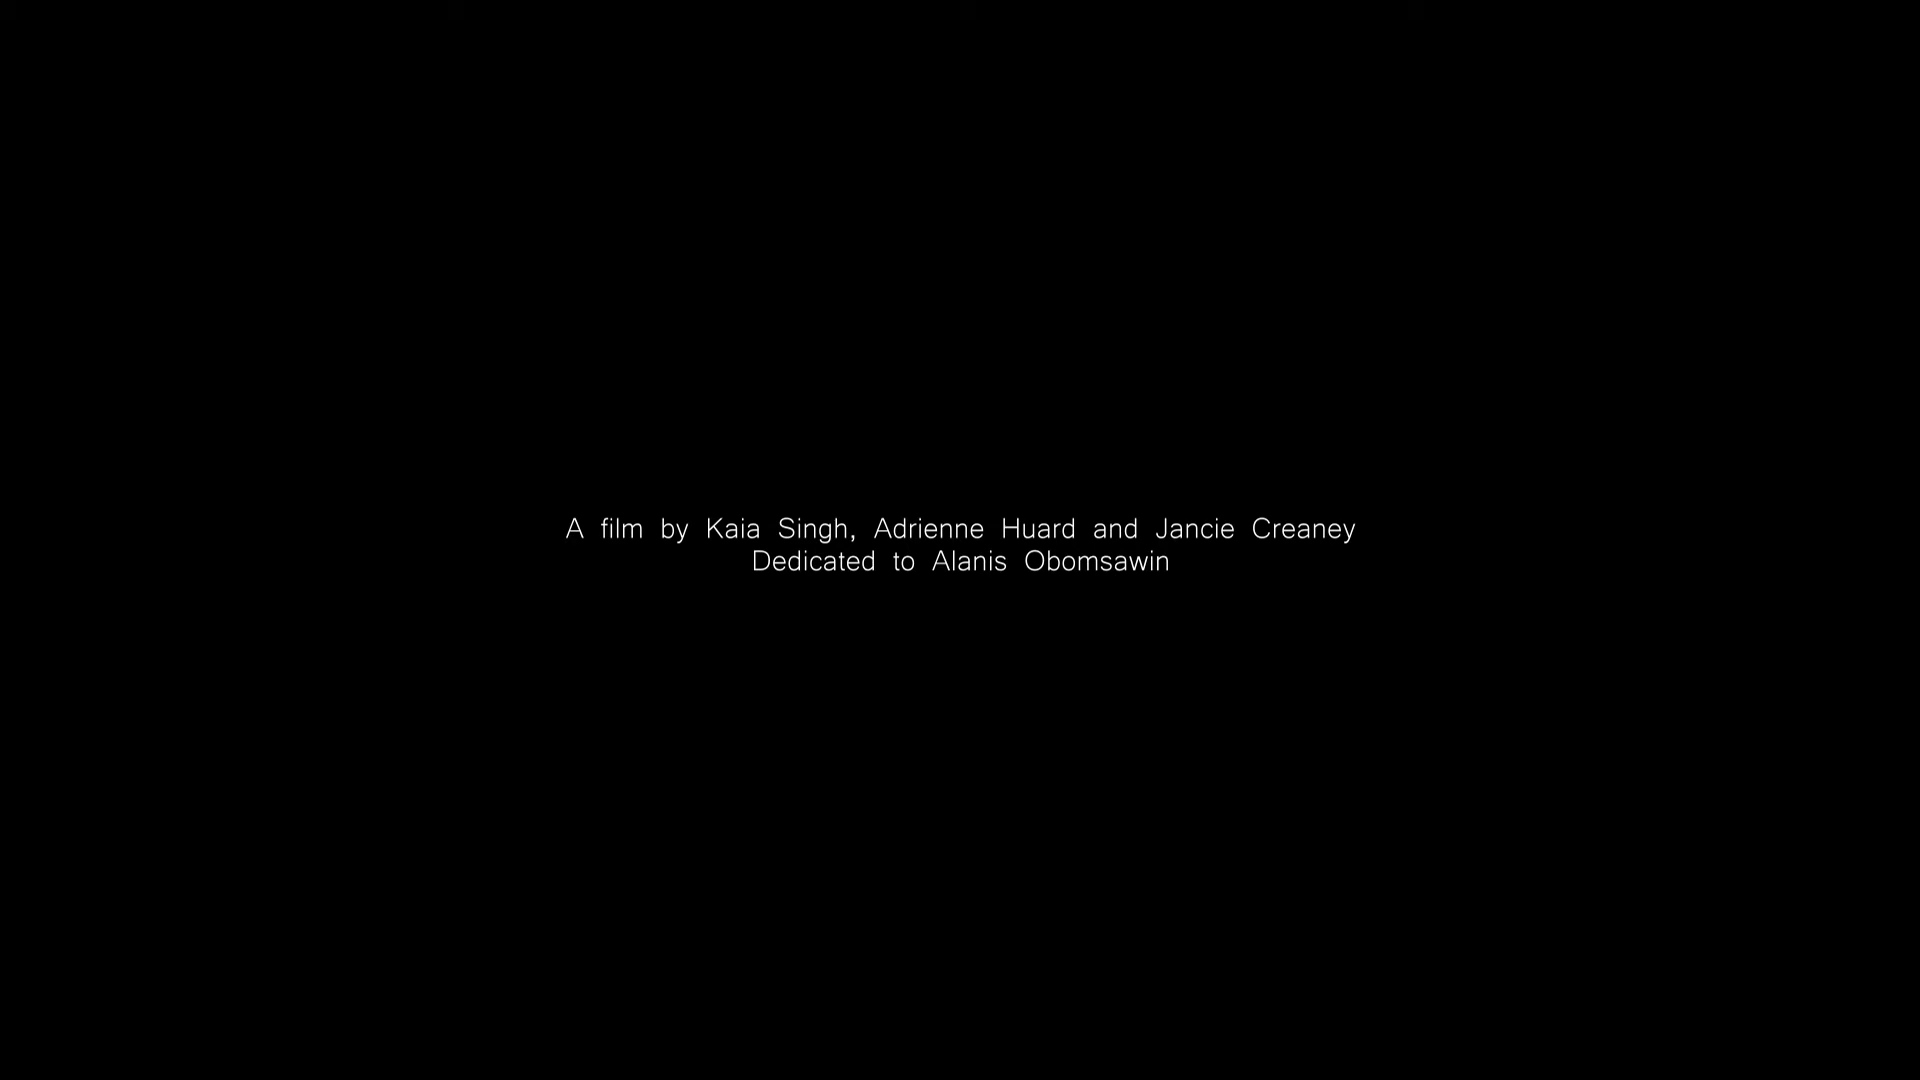 A film by Kaia Singh, Adrienne Huard and Jancie Creaney
Dedicated to Alanis Obomsawin